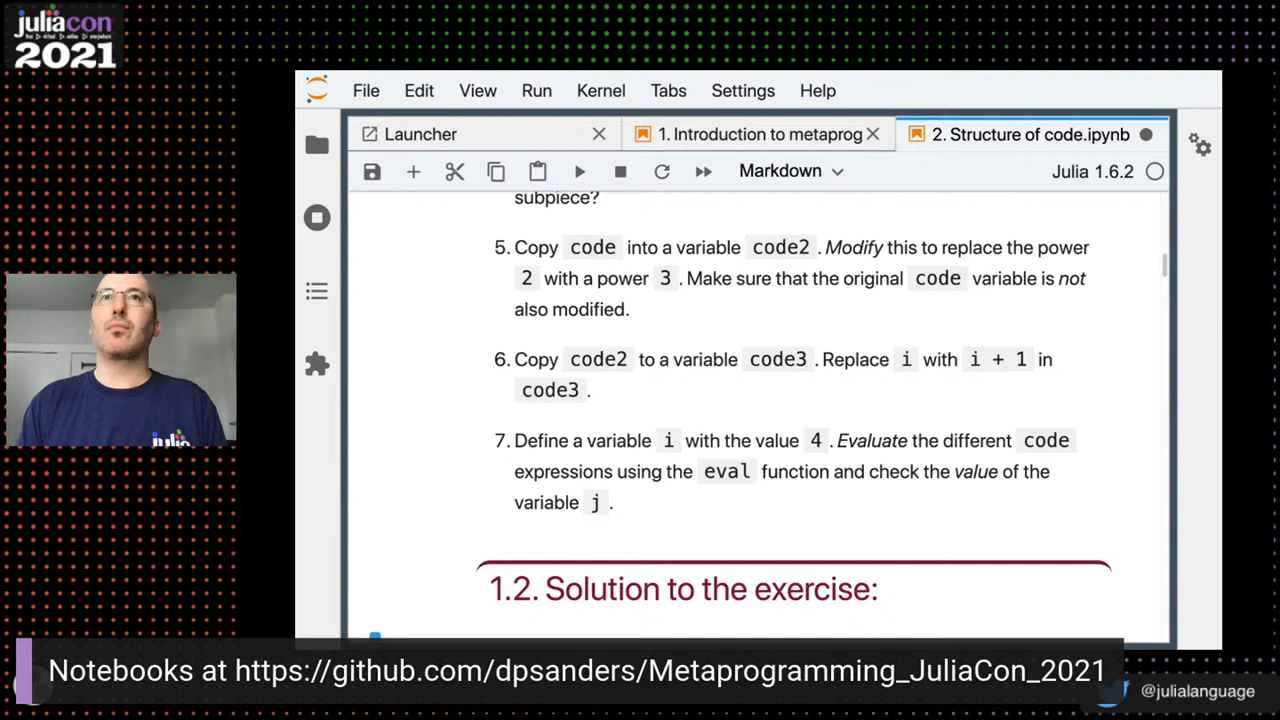 juliacon
2021
File Edit View Run Kernel Tabs Settings Help
Launcher
1. Introduction to metaprog
2. Structure of code.ipynb
Markdown
Julia 1.6.2
subpiece?
5. Copy code into a variable code2 . Modify this to replace the power
2 with a power 3 . Make sure that the original code variable is not
also modified.
6. Copy code2 to a variable code3 . Replace i with i + 1 in
code3 .
7. Define a variable i with the value 4 . Evaluate the different code
expressions using the eval function and check the value of the
variable j .
julia
1.2. Solution to the exercise:
Notebooks at https://github.com/dpsanders/Metaprogramming_JuliaCon_2021
@julialanguage